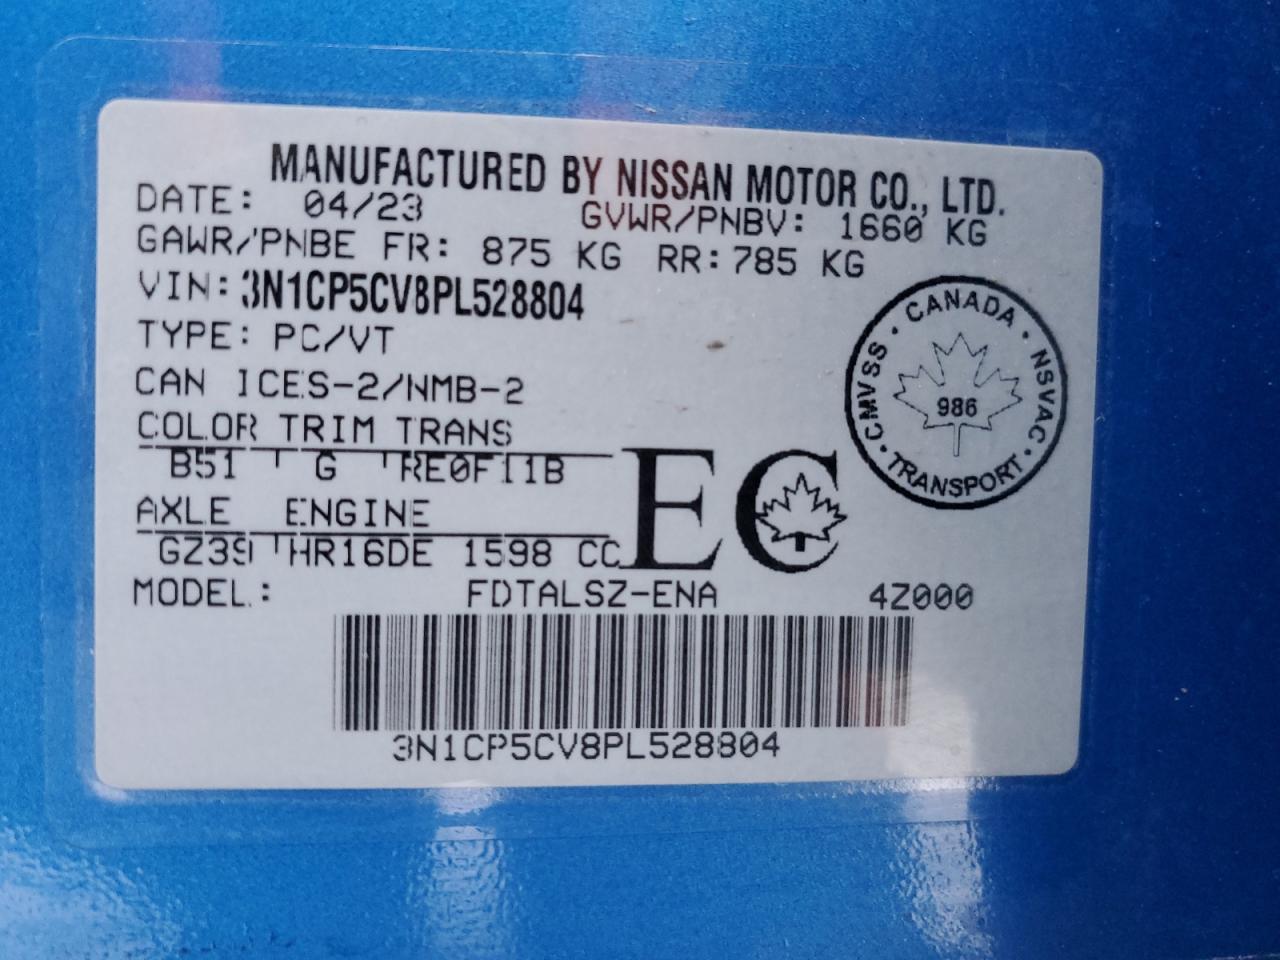 MANUFACTURED BY NISSAN MOTOR CO., LTD.
DATE: 04/23 GVWR/PNBV: 1660 KG
GAWR/PNBE FR: 875 KG RR: 785 KG
VIN: 3N1CP5CV8PL528804
TYPE: PC/VT
CAN ICES-2/NMB-2
COLOR TRIM TRANS
B51 G RE0F11B
AXLE ENGINE
GZ39 HR16DE 1598 CC
EC
MODEL: FDTALSZ-ENA 4Z000
3N1CP5CV8PL528804
CANADA
CMVSS 986 NSVAC
TRANSPORT